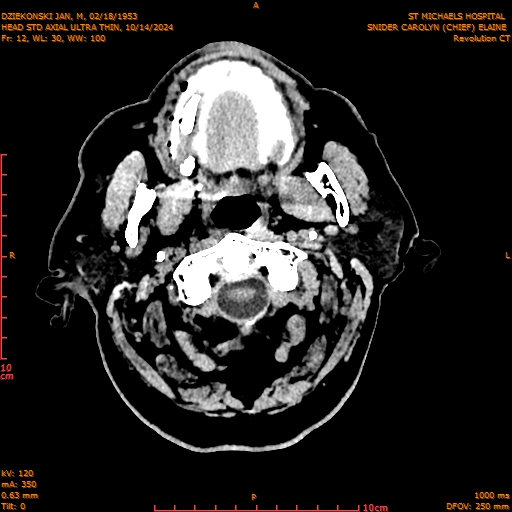 A
DZIEKONSKI JAN, M, 02/18/1953
HEAD STD AXIAL ULTRA THIN, 10/14/2024
Fr: 12, WL: 30, WW: 100
ST MICHAELS HOSPITAL
SNIDER CAROLYN (CHIEF) ELAINE
Revolution CT
R
L
10
cm
kV: 120
mA: 350
0.63 mm
Tilt: 0
P
10cm
1000 ms
DFOV: 250 mm